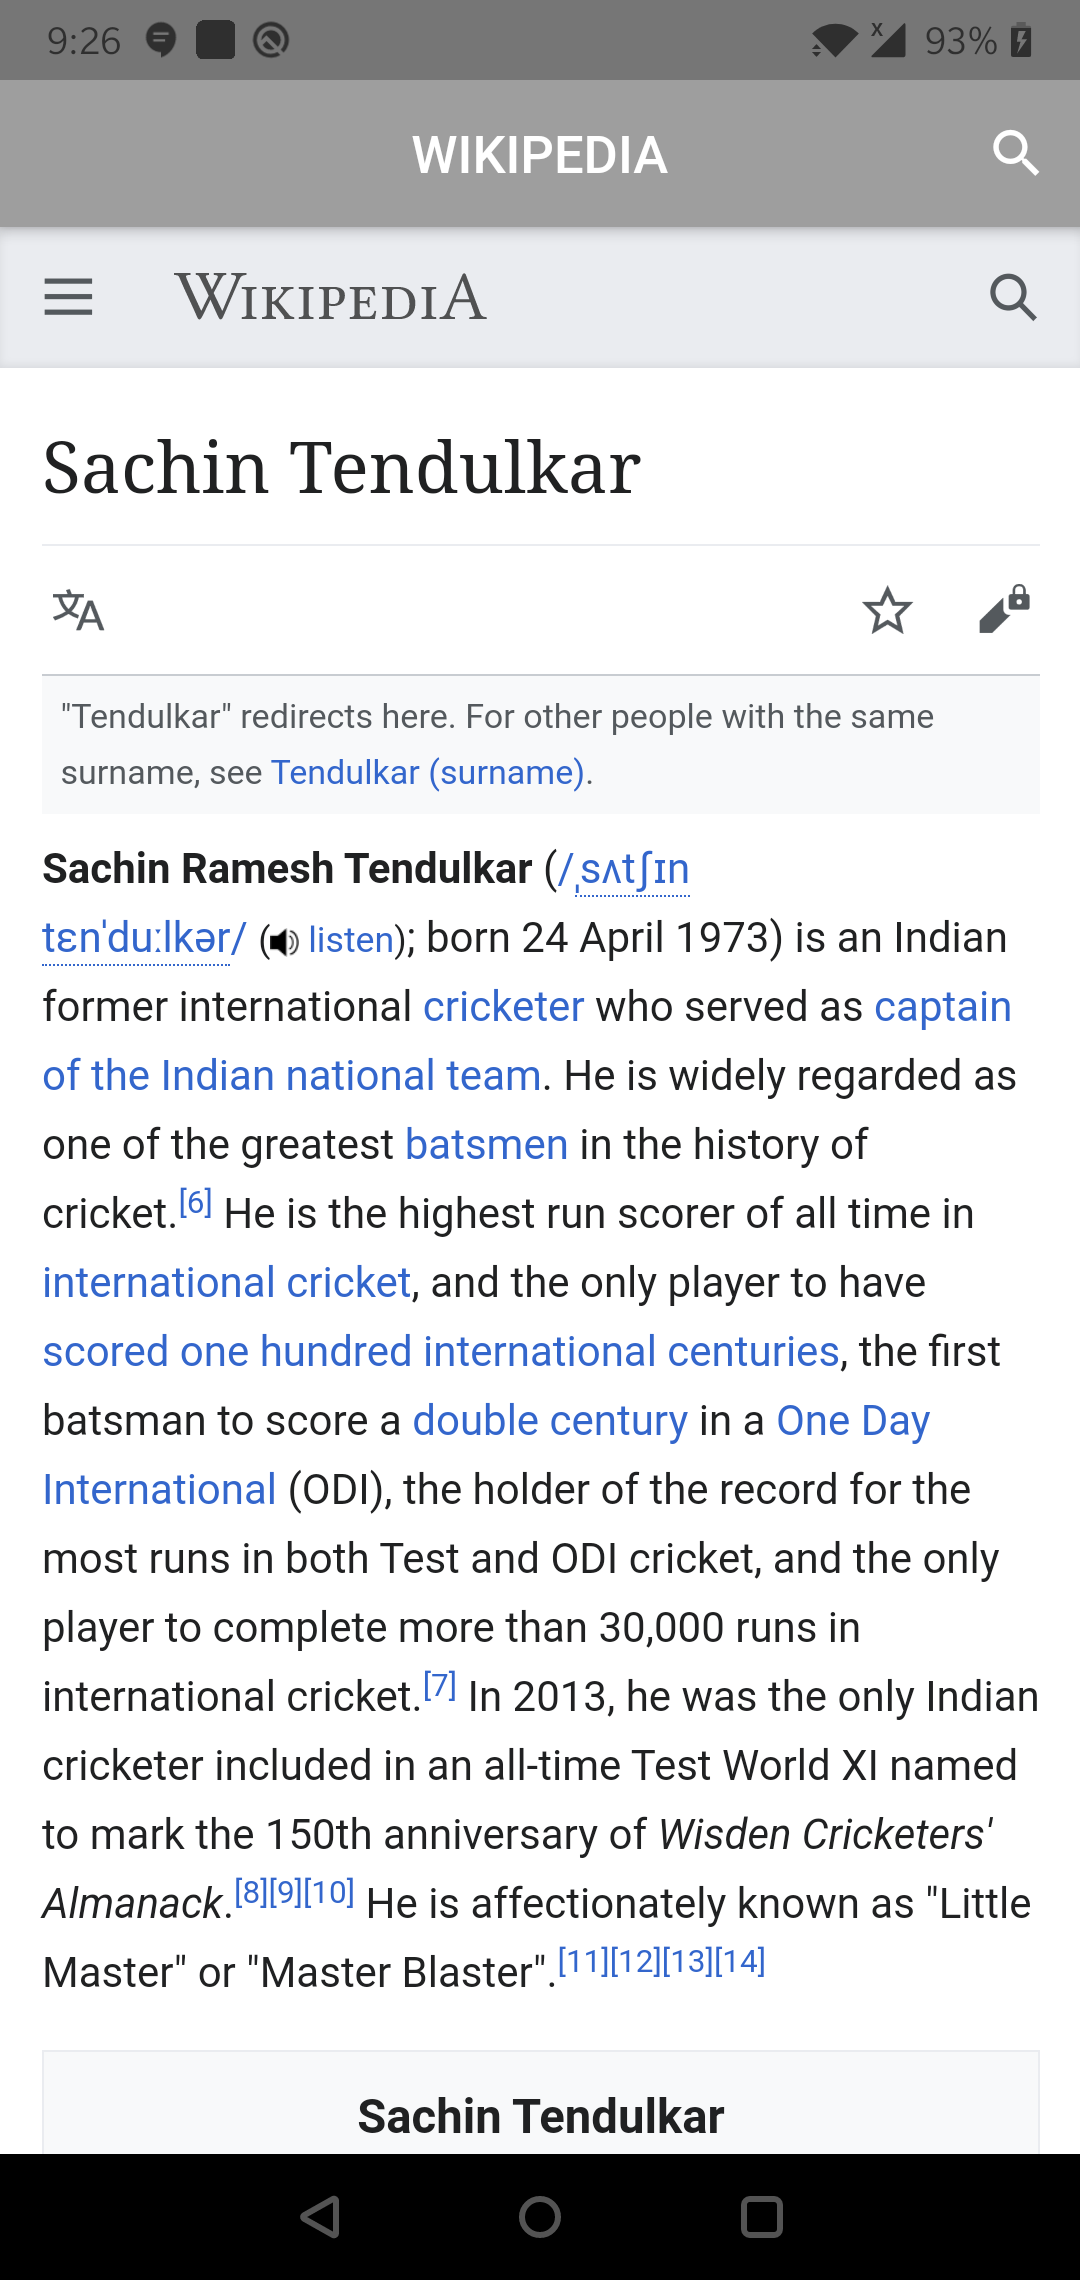 9:26
x
93%
WIKIPEDIA
WIKIPEDIA
Sachin Tendulkar
文A
"Tendulkar" redirects here. For other people with the same
surname, see Tendulkar (surname).
Sachin Ramesh Tendulkar (/ˌsʌtʃɪn
tɛnˈduːlkər/ (listen); born 24 April 1973) is an Indian
former international cricketer who served as captain
of the Indian national team. He is widely regarded as
one of the greatest batsmen in the history of
cricket.[6] He is the highest run scorer of all time in
international cricket, and the only player to have
scored one hundred international centuries, the first
batsman to score a double century in a One Day
International (ODI), the holder of the record for the
most runs in both Test and ODI cricket, and the only
player to complete more than 30,000 runs in
international cricket.[7] In 2013, he was the only Indian
cricketer included in an all-time Test World XI named
to mark the 150th anniversary of Wisden Cricketers'
Almanack.[8][9][10] He is affectionately known as "Little
Master" or "Master Blaster".[11][12][13][14]
Sachin Tendulkar